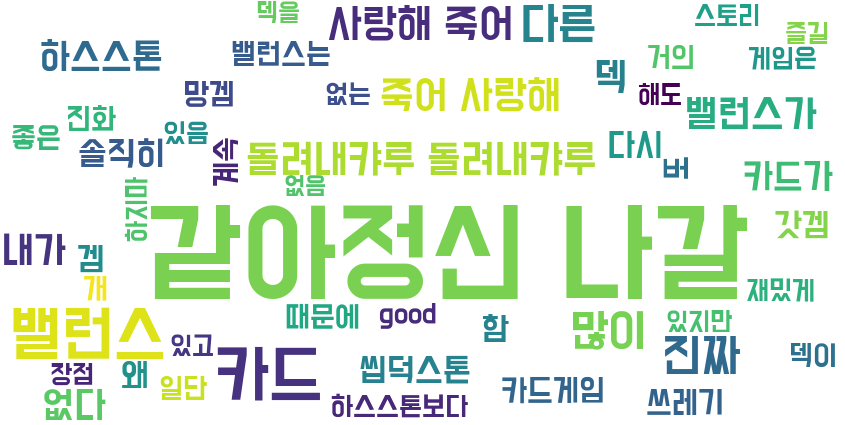 덱을
사랑해 죽어
다른
스토리
즐길
하스스톤
밸런스는
거의
게임은
망겜
없는
죽어 사랑해
덱
해도
밸런스가
좋은
진화
있음
솔직히
계속
돌려내캬루 돌려내캬루
다시
버
카드가
하지마
없음
같아정신 나갈
갓겜
내가
겜
개
재밌게
밸런스
때문에
good
함
많이
있지만
있고
진짜
덱이
장점
왜
일단
카드
씹덕스톤
카드게임
쓰레기
없다
하스스톤보다